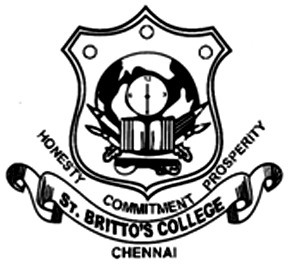 HONESTY COMMITMENT PROSPERITY
ST. BRITTO'S COLLEGE
CHENNAI